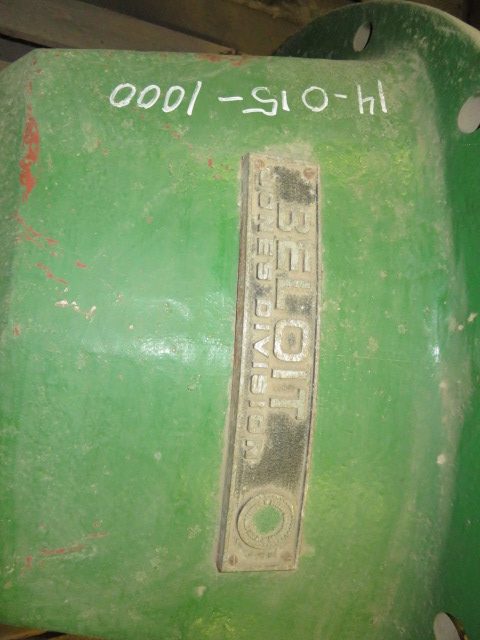 14-015-1000
BELOIT
JONES DIVISION